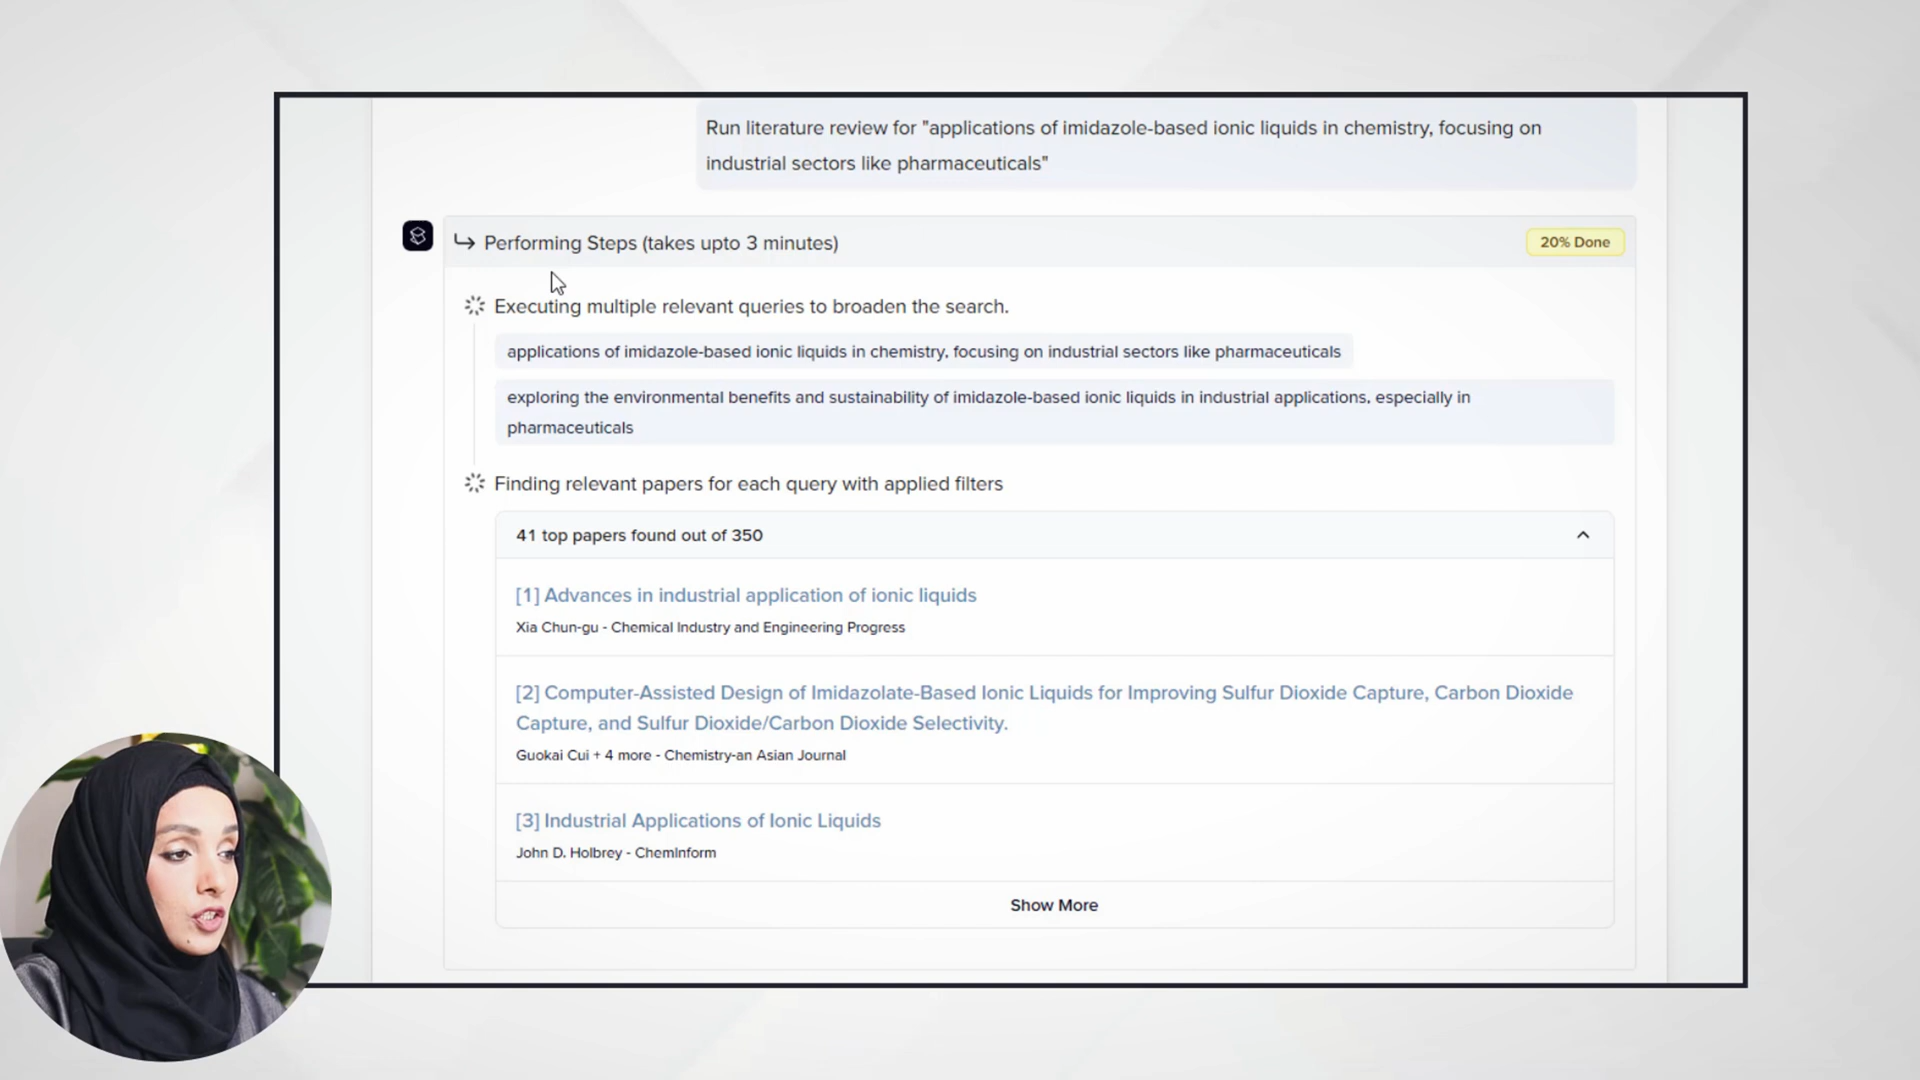 Run literature review for "applications of imidazole-based ionic liquids in chemistry, focusing on
industrial sectors like pharmaceuticals"
Performing Steps (takes upto 3 minutes)
20% Done
Executing multiple relevant queries to broaden the search.
applications of imidazole-based ionic liquids in chemistry, focusing on industrial sectors like pharmaceuticals
exploring the environmental benefits and sustainability of imidazole-based ionic liquids in industrial applications, especially in
pharmaceuticals
Finding relevant papers for each query with applied filters
41 top papers found out of 350
[1] Advances in industrial application of ionic liquids
Xia Chun-gu - Chemical Industry and Engineering Progress
[2] Computer-Assisted Design of Imidazolate-Based Ionic Liquids for Improving Sulfur Dioxide Capture, Carbon Dioxide
Capture, and Sulfur Dioxide/Carbon Dioxide Selectivity.
Guokai Cui + 4 more - Chemistry-an Asian Journal
[3] Industrial Applications of Ionic Liquids
John D. Holbrey - ChemInform
Show More